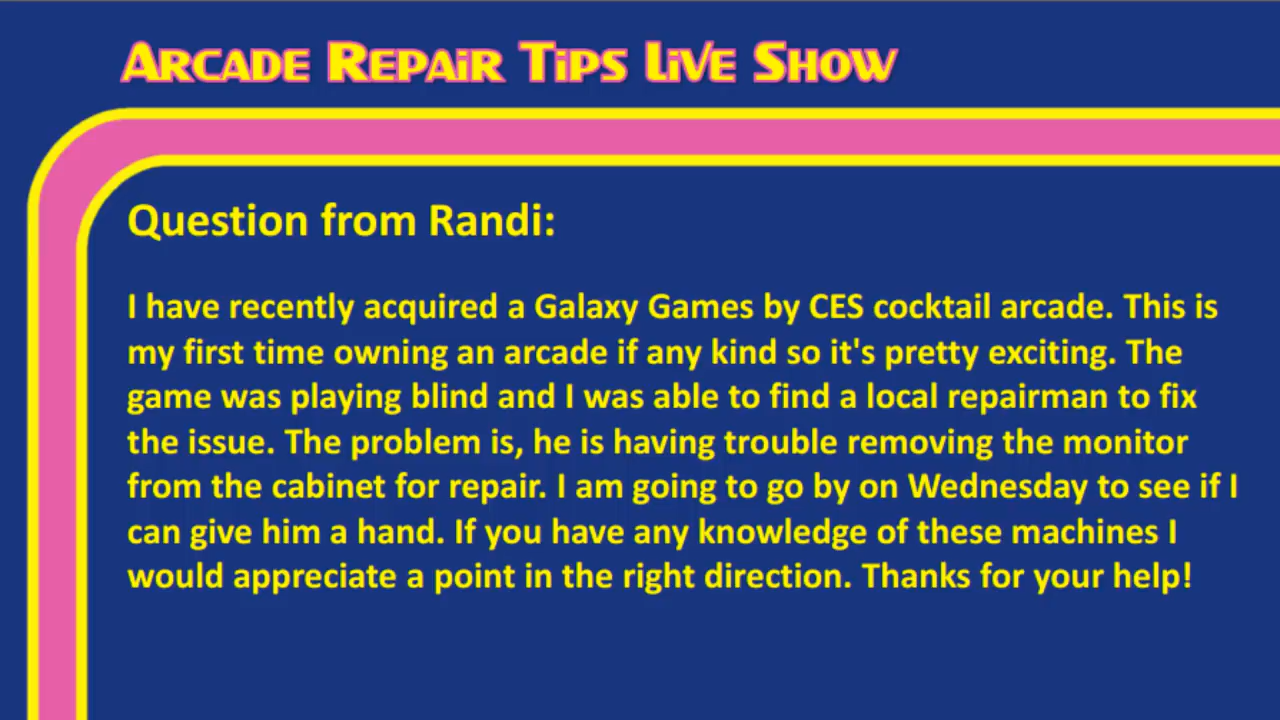 ARCADE REPAiR TiPS LiVE SHOW
Question from Randi:
I have recently acquired a Galaxy Games by CES cocktail arcade. This is
my first time owning an arcade if any kind so it's pretty exciting. The
game was playing blind and I was able to find a local repairman to fix
the issue. The problem is, he is having trouble removing the monitor
from the cabinet for repair. I am going to go by on Wednesday to see if I
can give him a hand. If you have any knowledge of these machines I
would appreciate a point in the right direction. Thanks for your help!